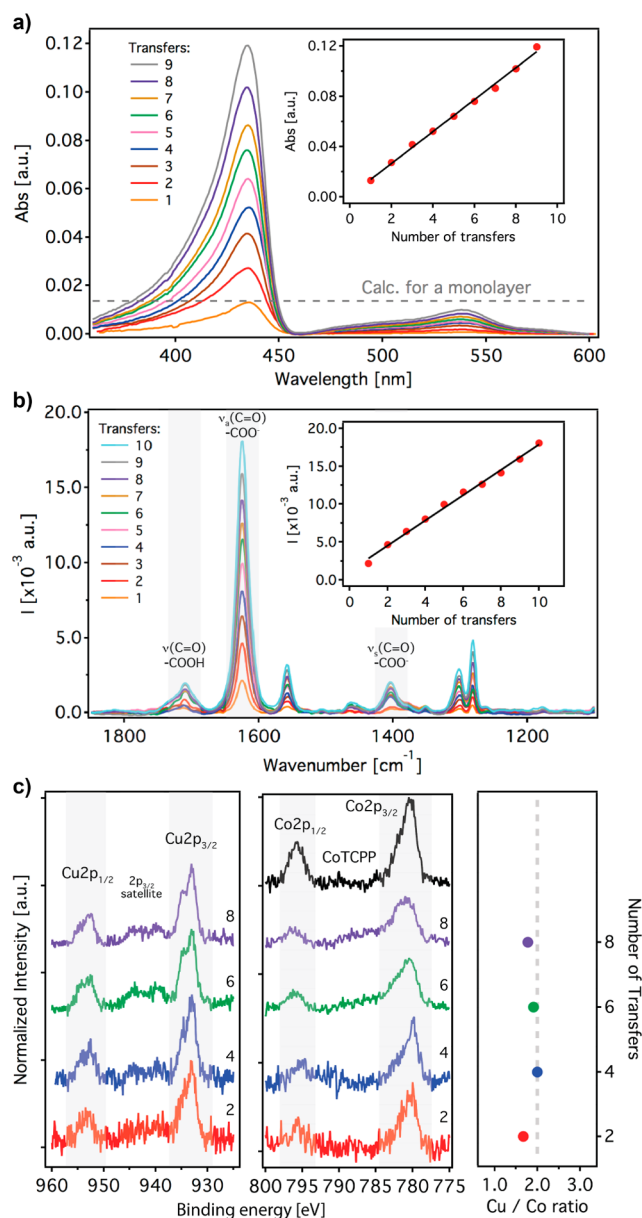 a)
0.12
0.10
0.08
0.06
0.04
0.02
0.00
Abs [a.u.]
Transfers:
9
8
7
6
5
4
3
2
1
0.12
0.08
0.04
0.00
Abs [a.u.]
0 2 4 6 8 10
Number of transfers
Calc. for a monolayer
400 450 500 550 600
Wavelength [nm]
b)
20.0
15.0
10.0
5.0
0.0
I [x10⁻³ a.u.]
Transfers:
10
9
8
7
6
5
4
3
2
1
νₐ(C=O)
-COO⁻
ν(C=O)
-COOH
νₛ(C=O)
-COO⁻
20.0
15.0
10.0
5.0
0.0
I [x10⁻³ a.u.]
0 2 4 6 8 10
Number of transfers
1800 1600 1400 1200
Wavenumber [cm⁻¹]
c)
Normalized Intensity [a.u.]
Cu2p₁/₂
2p₃/₂
satellite
Cu2p₃/₂
8
6
4
2
960 950 940 930
Co2p₁/₂
CoTCPP
Co2p₃/₂
8
6
4
2
800 795 790 785 780 775
Binding energy [eV]
8
6
4
2
Number of Transfers
1.0 2.0 3.0
Cu / Co ratio